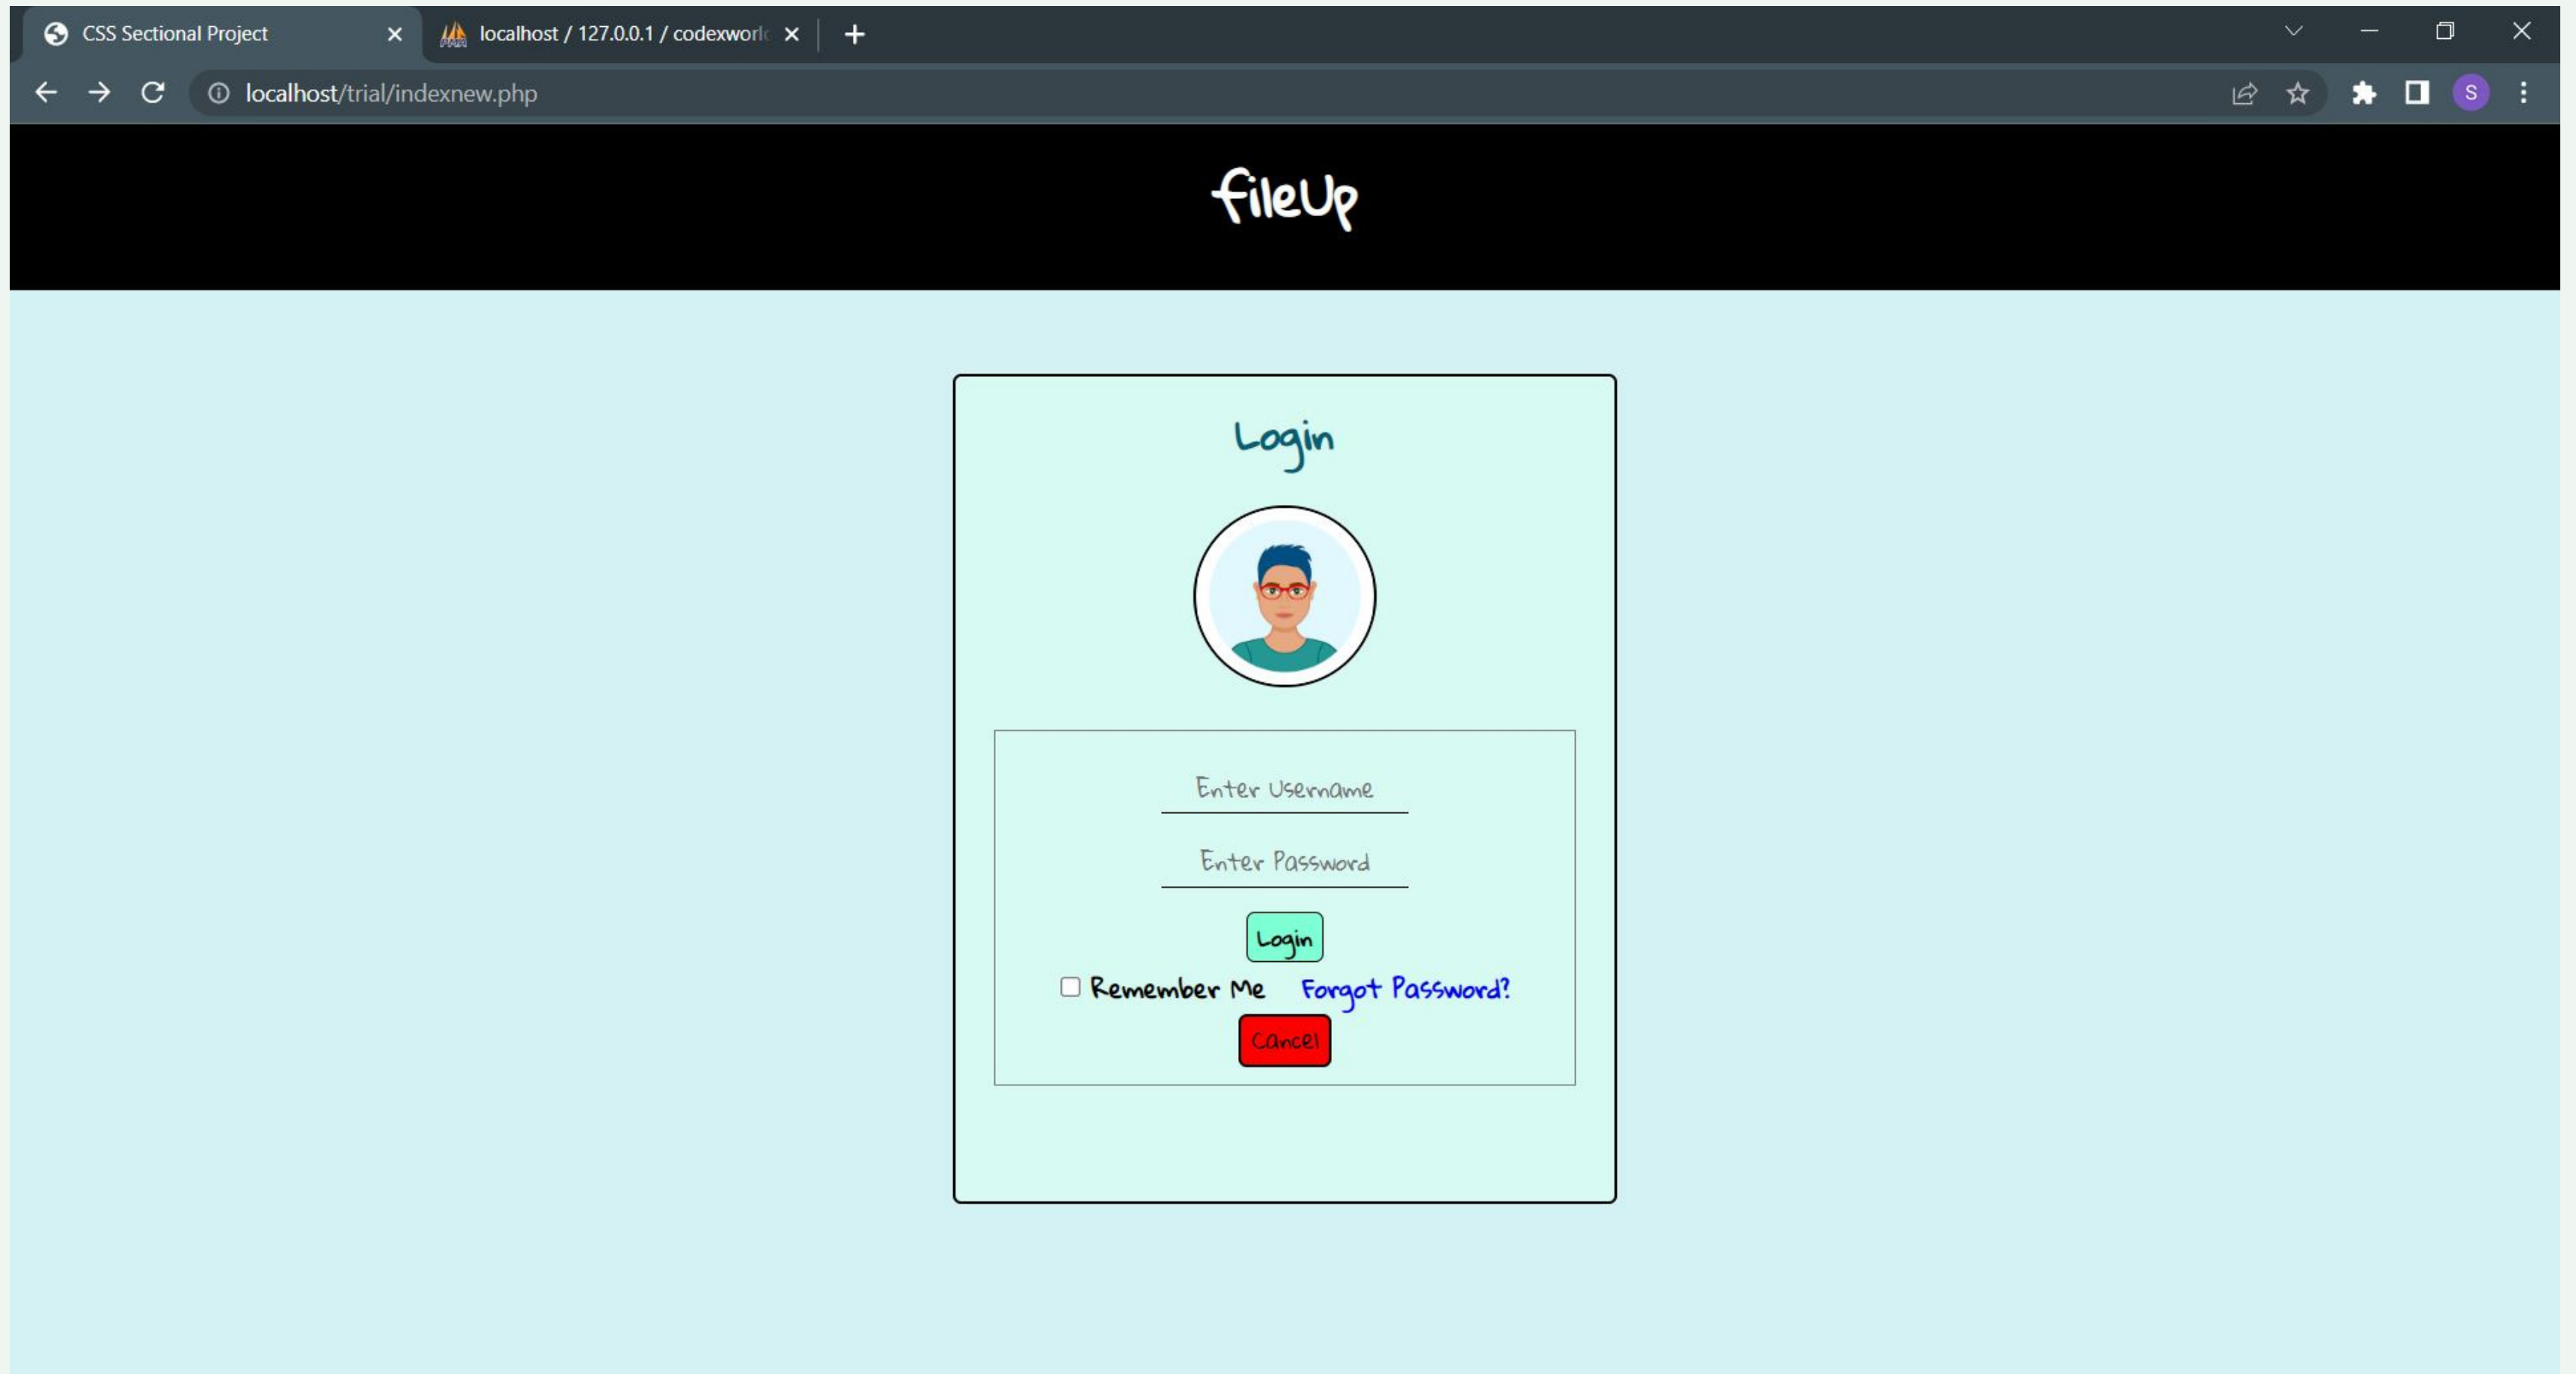 CSS Sectional Project
localhost / 127.0.0.1 / codexworl
localhost/trial/indexnew.php
S
fileUp
Login
Enter Username
Enter Password
Login
Remember Me Forgot Password?
Cancel